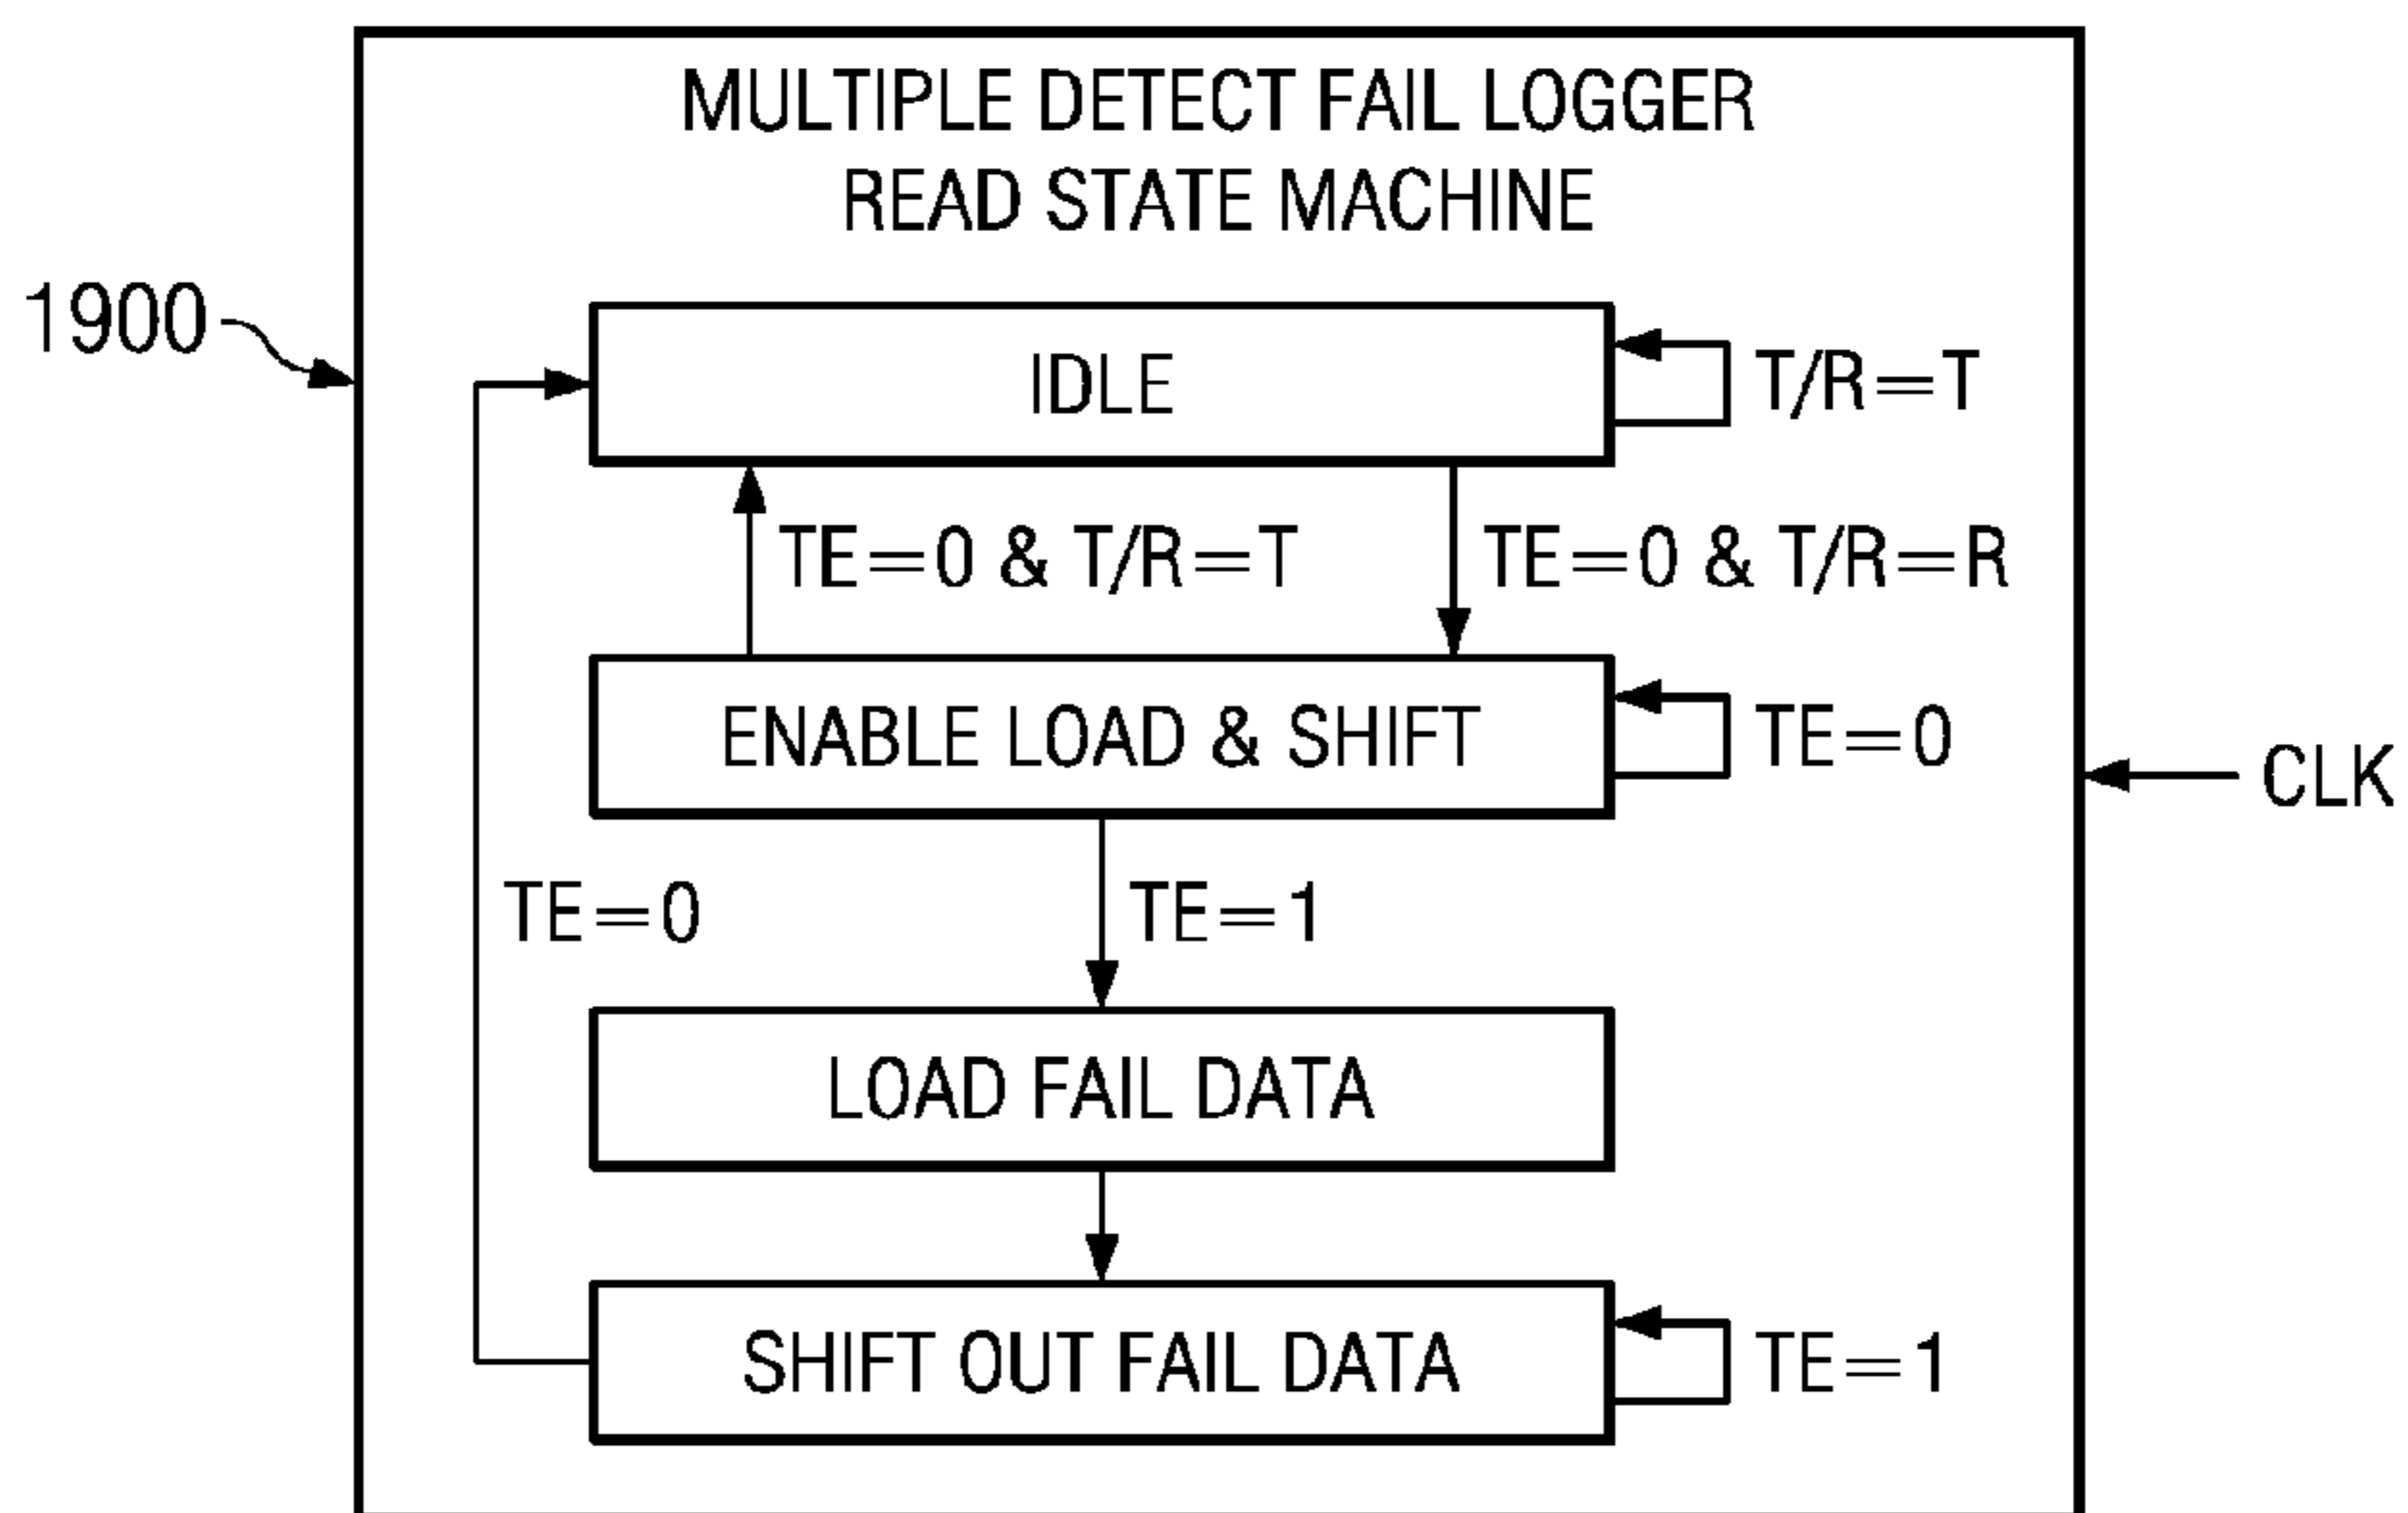 MULTIPLE DETECT FAIL LOGGER
READ STATE MACHINE
1900
IDLE
T/R=T
TE=0 & T/R=T
TE=0 & T/R=R
ENABLE LOAD & SHIFT
TE=0
CLK
TE=0
TE=1
LOAD FAIL DATA
SHIFT OUT FAIL DATA
TE=1